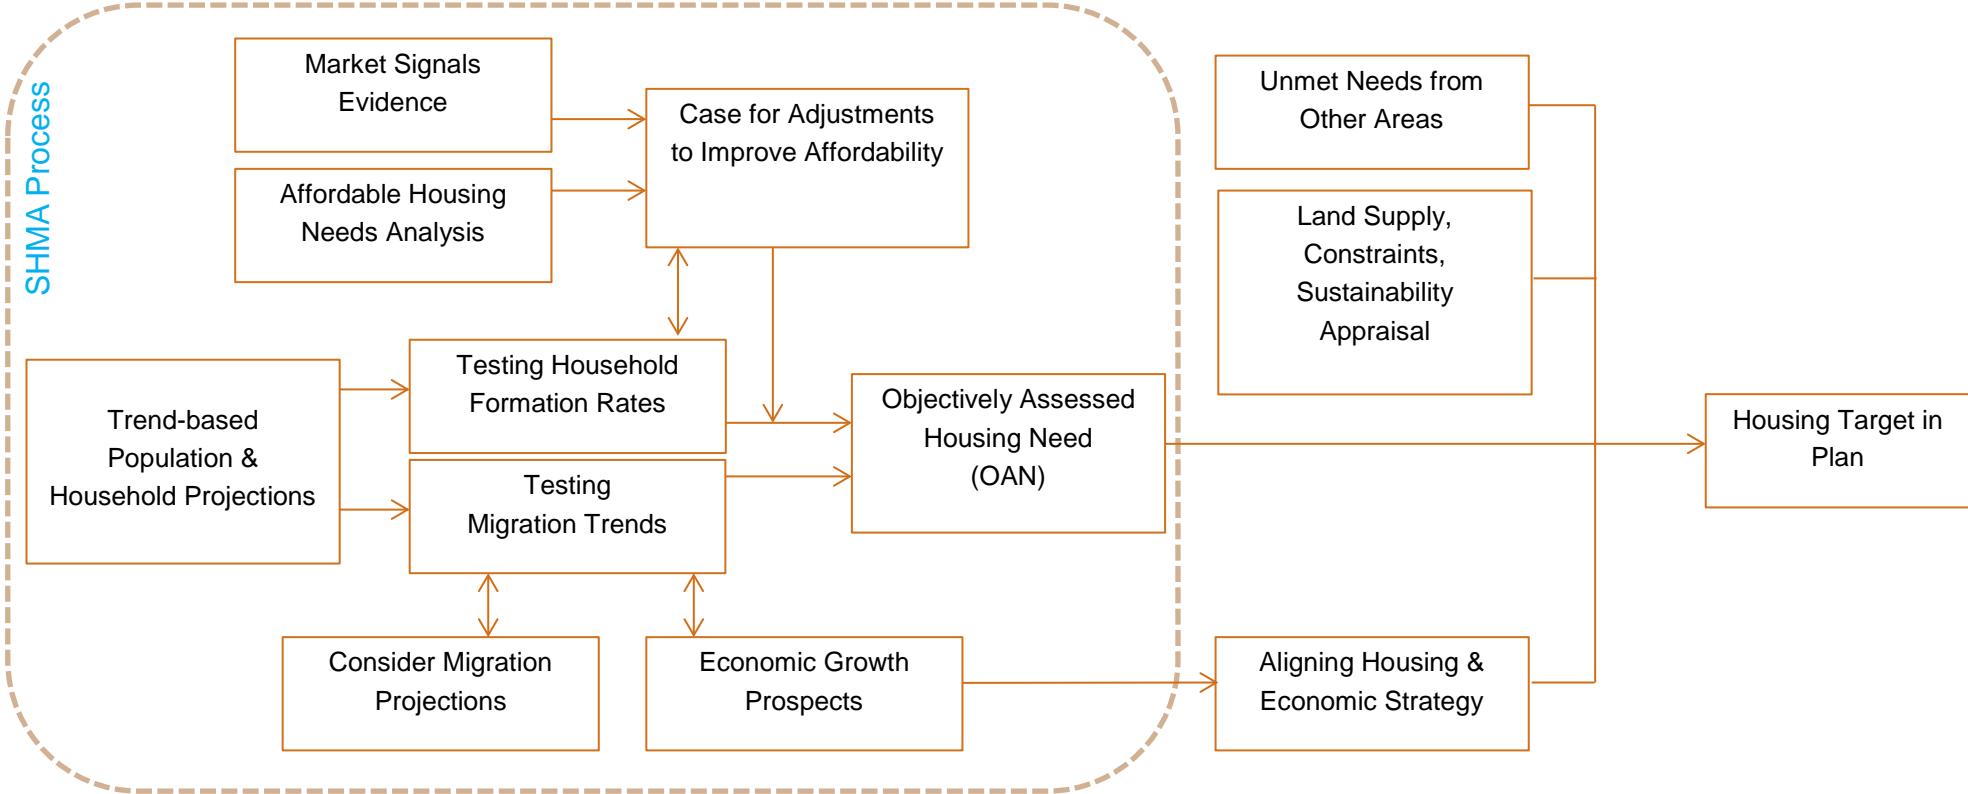 SHMA Process
Market Signals
Evidence
Affordable Housing
Needs Analysis
Case for Adjustments
to Improve Affordability
Trend-based
Population &
Household Projections
Testing Household
Formation Rates
Testing
Migration Trends
Consider Migration
Projections
Economic Growth
Prospects
Objectively Assessed
Housing Need
(OAN)
Unmet Needs from
Other Areas
Land Supply,
Constraints,
Sustainability
Appraisal
Aligning Housing &
Economic Strategy
Housing Target in
Plan